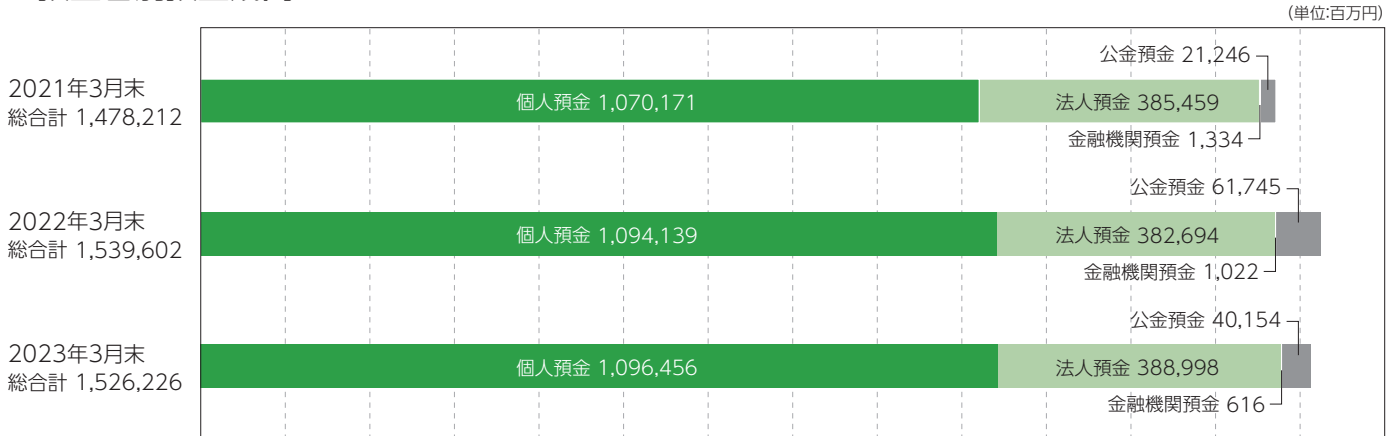 (単位:百万円)
公金預金 21,246
2021年3月末
総合計 1,478,212
個人預金 1,070,171
法人預金 385,459
金融機関預金 1,334
公金預金 61,745
2022年3月末
総合計 1,539,602
個人預金 1,094,139
法人預金 382,694
金融機関預金 1,022
公金預金 40,154
2023年3月末
総合計 1,526,226
個人預金 1,096,456
法人預金 388,998
金融機関預金 616